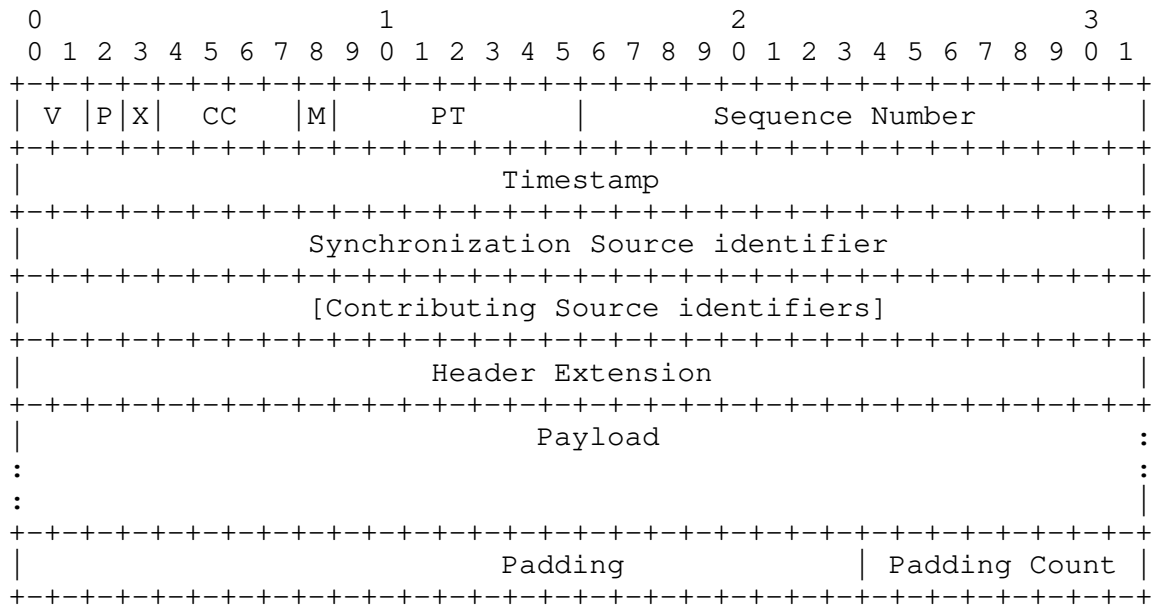 0                   1                   2                   3
 0 1 2 3 4 5 6 7 8 9 0 1 2 3 4 5 6 7 8 9 0 1 2 3 4 5 6 7 8 9 0 1
+-+-+-+-+-+-+-+-+-+-+-+-+-+-+-+-+-+-+-+-+-+-+-+-+-+-+-+-+-+-+-+-+
| V |P|X|  CC   |M|     PT      |       Sequence Number         |
+-+-+-+-+-+-+-+-+-+-+-+-+-+-+-+-+-+-+-+-+-+-+-+-+-+-+-+-+-+-+-+-+
|                           Timestamp                           |
+-+-+-+-+-+-+-+-+-+-+-+-+-+-+-+-+-+-+-+-+-+-+-+-+-+-+-+-+-+-+-+-+
|                Synchronization Source identifier              |
+-+-+-+-+-+-+-+-+-+-+-+-+-+-+-+-+-+-+-+-+-+-+-+-+-+-+-+-+-+-+-+-+
|                [Contributing Source identifiers]              |
+-+-+-+-+-+-+-+-+-+-+-+-+-+-+-+-+-+-+-+-+-+-+-+-+-+-+-+-+-+-+-+-+
|                       Header Extension                        |
+-+-+-+-+-+-+-+-+-+-+-+-+-+-+-+-+-+-+-+-+-+-+-+-+-+-+-+-+-+-+-+-+
|                             Payload                           :
:                                                               :
:                                                               |
+-+-+-+-+-+-+-+-+-+-+-+-+-+-+-+-+-+-+-+-+-+-+-+-+-+-+-+-+-+-+-+-+
|                           Padding             | Padding Count |
+-+-+-+-+-+-+-+-+-+-+-+-+-+-+-+-+-+-+-+-+-+-+-+-+-+-+-+-+-+-+-+-+